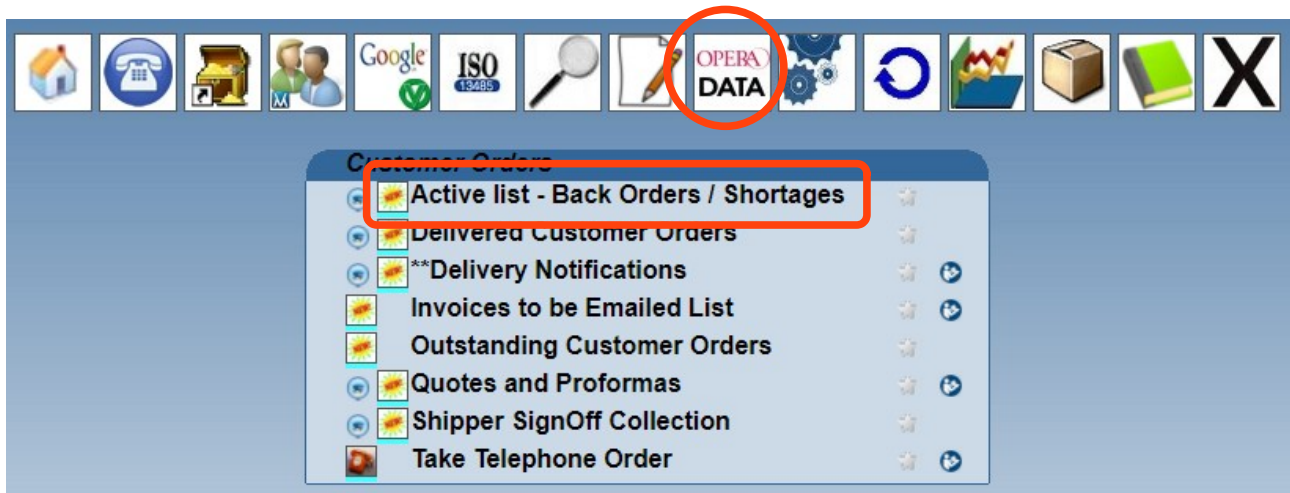 Google
ISO
13485
OPERA
DATA
X
M
Customer Orders
Active list - Back Orders / Shortages
Delivered Customer Orders
**Delivery Notifications
Invoices to be Emailed List
Outstanding Customer Orders
Quotes and Proformas
Shipper SignOff Collection
Take Telephone Order